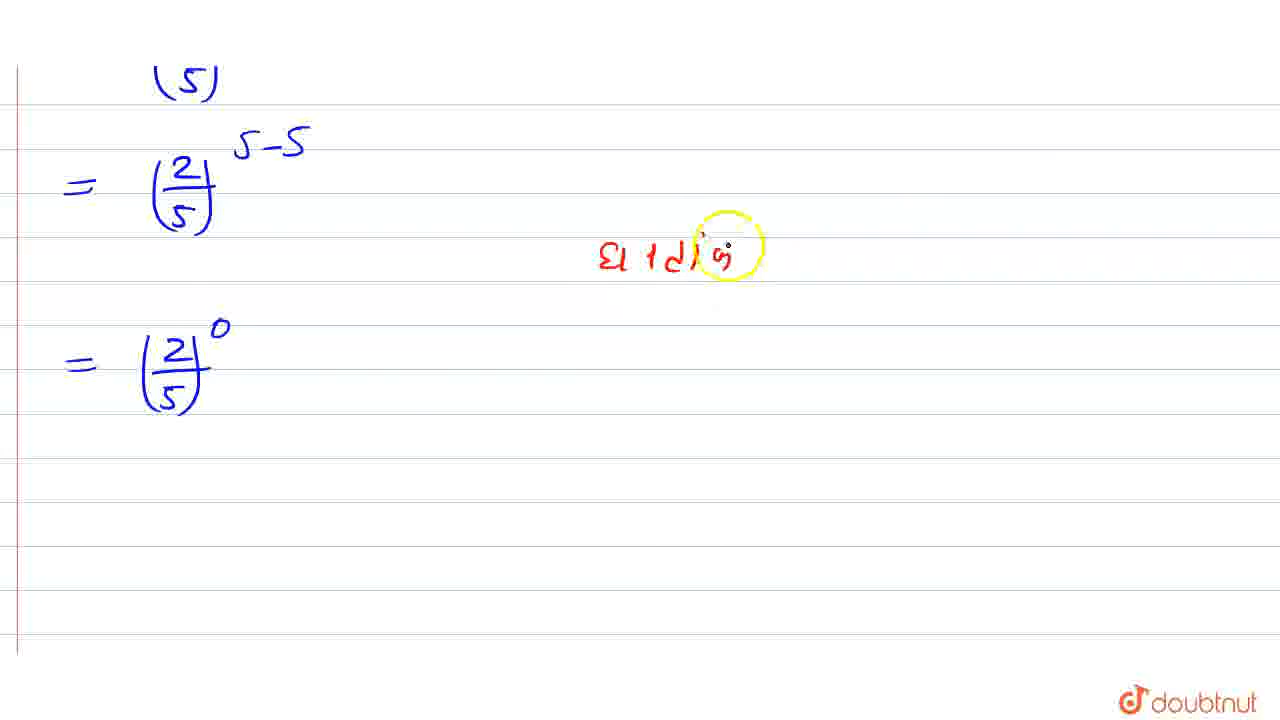 (5)
= (2/5)^5-5
= (2/5)^0
doubtnut